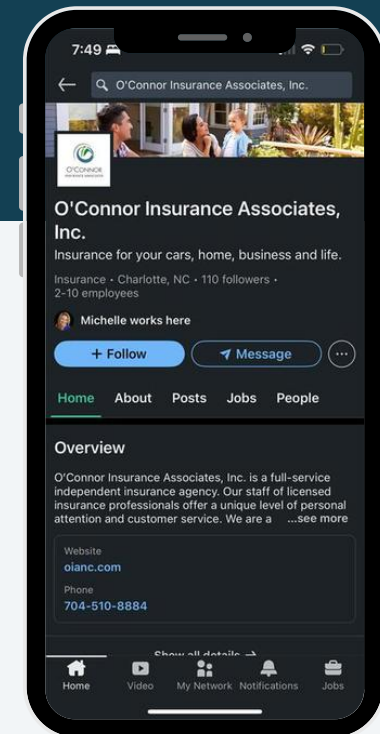 7:49
O'Connor Insurance Associates, Inc.
O'CONNOR
O'Connor Insurance Associates,
Inc.
Insurance for your cars, home, business and life.
Insurance • Charlotte, NC • 110 followers •
2-10 employees
Michelle works here
+ Follow
Message
Home About Posts Jobs People
Overview
O'Connor Insurance Associates, Inc. is a full-service
independent insurance agency. Our staff of licensed
insurance professionals offer a unique level of personal
attention and customer service. We are a ...see more
Website
oianc.com
Phone
704-510-8884
Show all details →
Home Video My Network Notifications Jobs